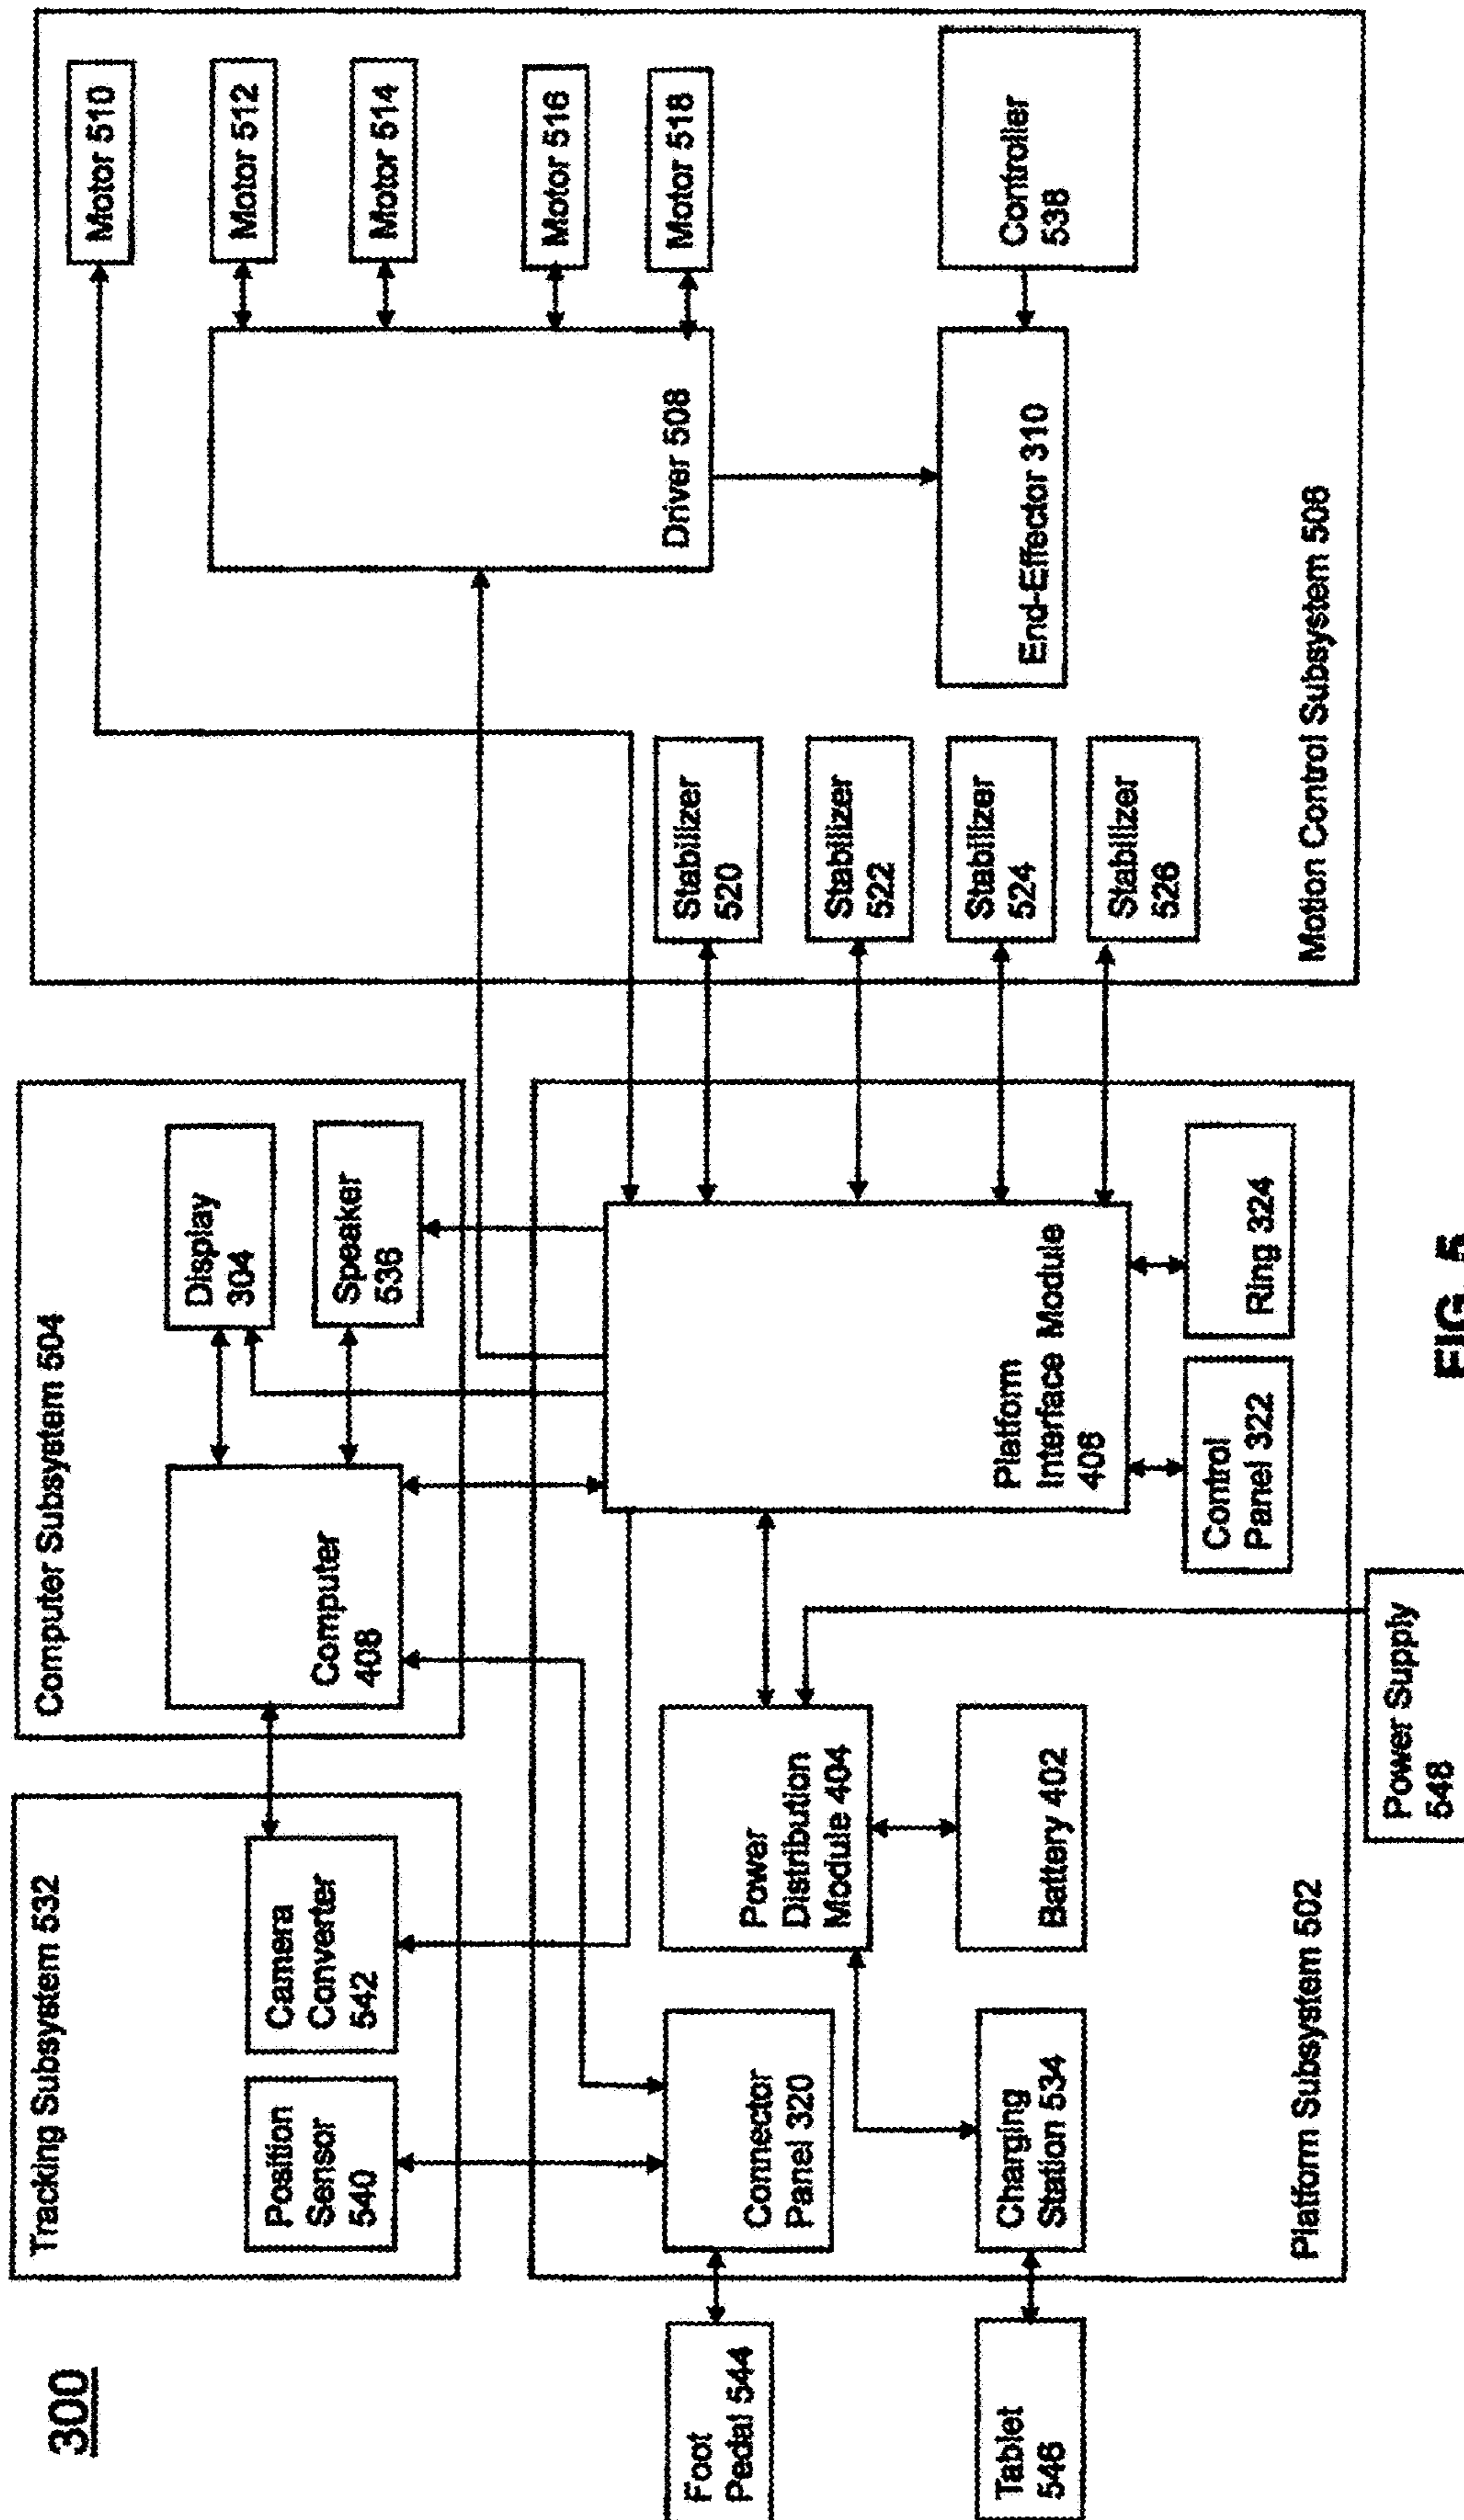 300
Tracking Subsystem 532
Position
Sensor
540
Camera
Converter
542
Computer Subsystem 504
Computer
408
Display
304
Speaker
536
Foot
Pedal 544
Tablet
546
Connector
Panel 320
Charging
Station 534
Power
Distribution
Module 404
Battery 402
Platform
Interface Module
406
Control
Panel 322
Ring 324
Platform Subsystem 502
Power Supply
548
Motor 510
Motor 512
Motor 514
Motor 516
Motor 518
Driver 508
Stabilizer
520
Stabilizer
522
Stabilizer
524
Stabilizer
526
End-Effector 310
Controller
538
Motion Control Subsystem 506
FIG. 5